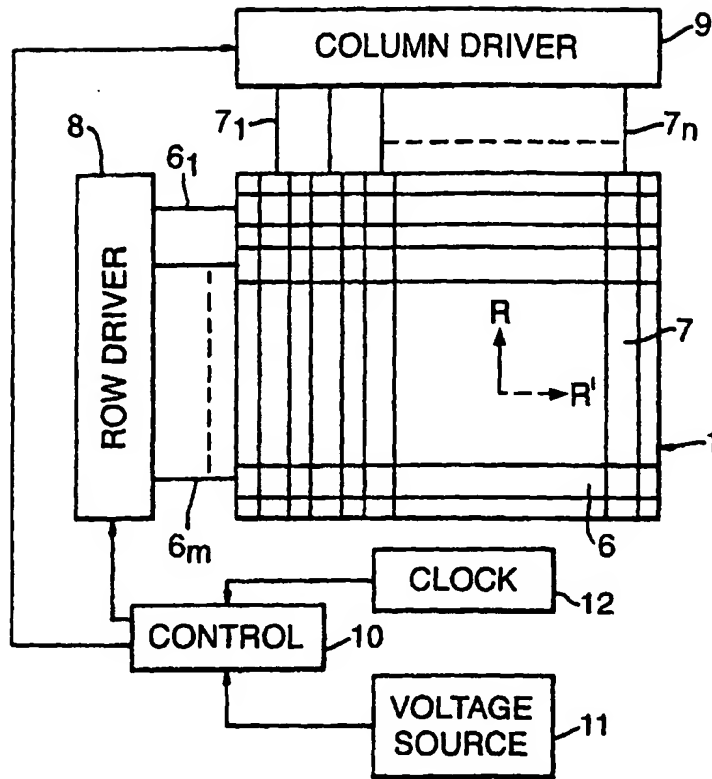 COLUMN DRIVER
9
7₁
7ₙ
8
6₁
ROW DRIVER
R
R'
7
1
6
6ₘ
CLOCK
12
CONTROL
10
VOLTAGE
SOURCE
11